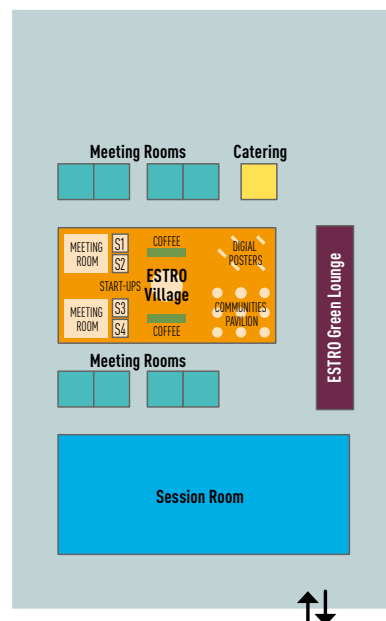 Meeting Rooms
Catering
MEETING
ROOM
S1
S2
COFFEE
DIGIAL
POSTERS
START-UPS
ESTRO
Village
MEETING
ROOM
S3
S4
COFFEE
COMMUNITIES
PAVILION
ESTRO Green Lounge
Meeting Rooms
Session Room